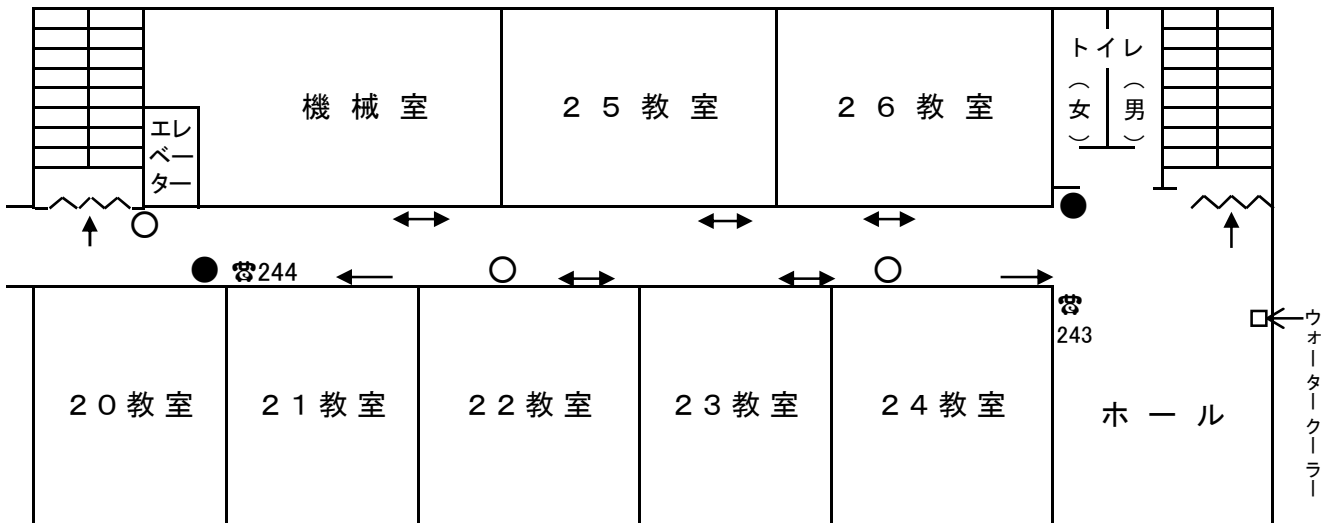 機械室
２５教室
２６教室
トイレ
（女）
（男）
エレベーター
☎244
☎
243
２０教室
２１教室
２２教室
２３教室
２４教室
ホール
ウォータークーラー